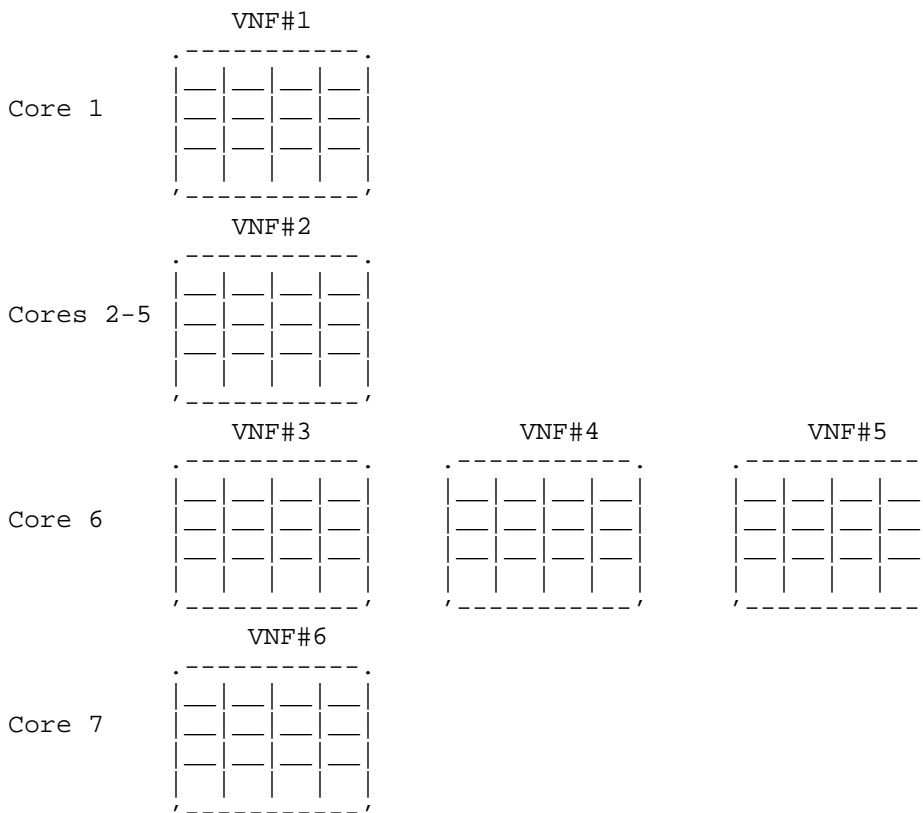 VNF#1
Core 1
VNF#2
Cores 2-5
VNF#3 VNF#4 VNF#5
Core 6
VNF#6
Core 7